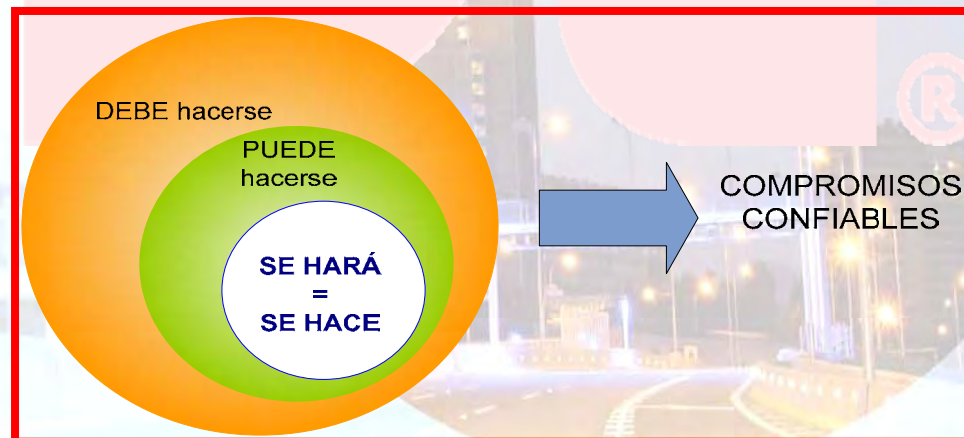 DEBE hacerse
PUEDE
hacerse
SE HARÁ
=
SE HACE
COMPROMISOS
CONFIABLES
®